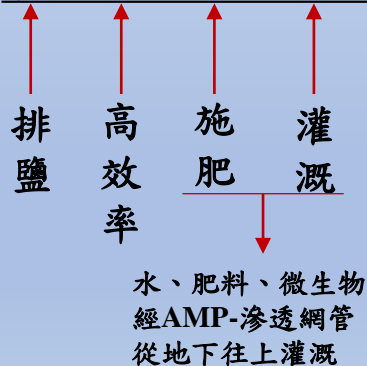 排鹽
高效率
施肥
灌溉
水、肥料、微生物
經AMP-滲透網管
從地下往上灌溉